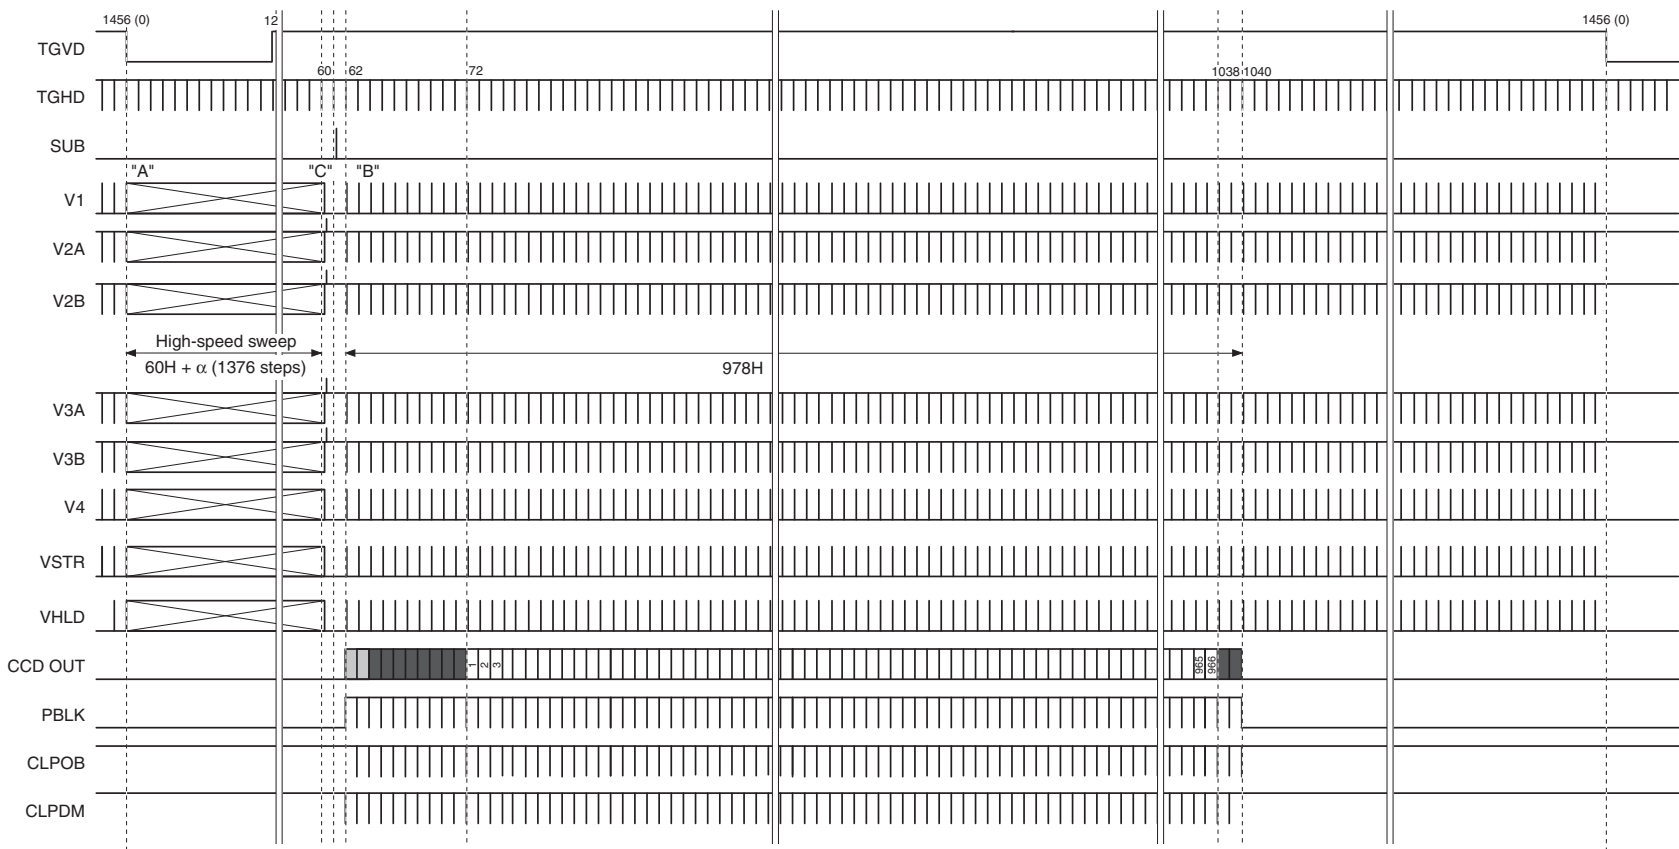 1456 (0)
12
1456 (0)
TGVD
60
62
72
1038
1040
TGHD
SUB
"A"
"C"
"B"
V1
V2A
V2B
High-speed sweep
60H + α (1376 steps)
978H
V3A
V3B
V4
VSTR
VHLD
CCD OUT
1
2
3
965
966
PBLK
CLPOB
CLPDM